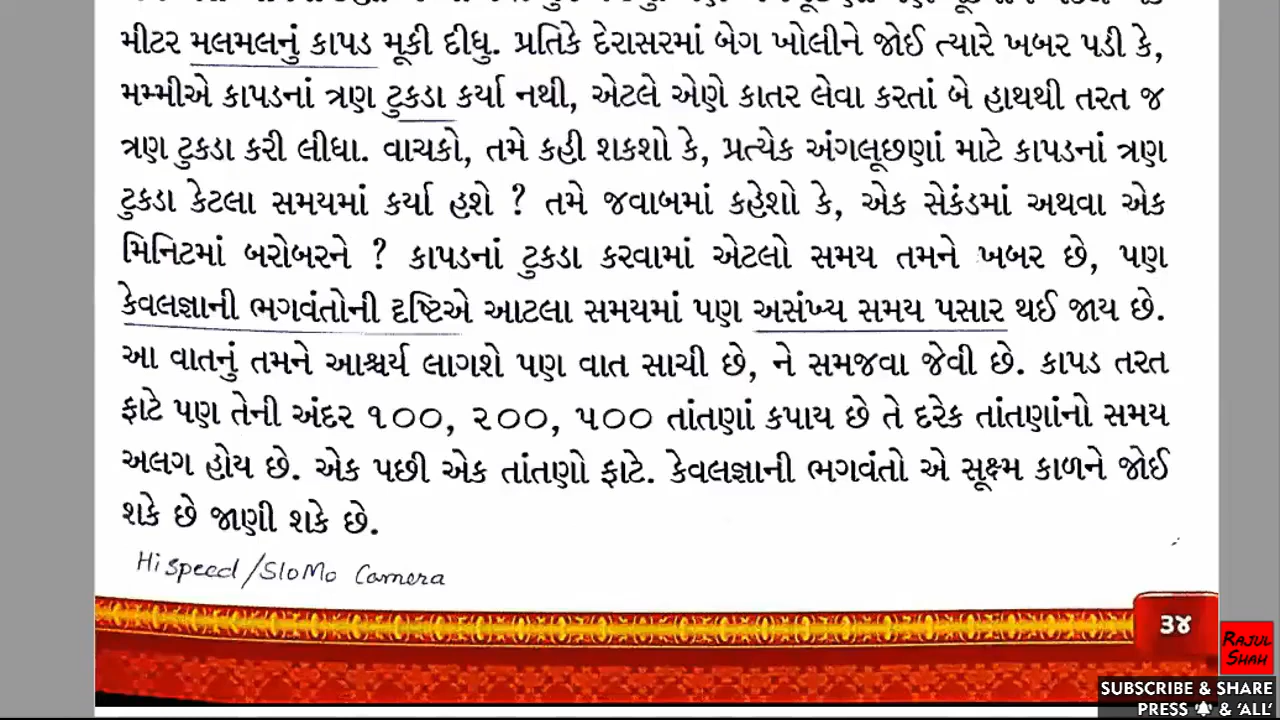 મીટર મલમલનું કાપડ મૂકી દીધુ. પ્રતિકે દેરાસરમાં બેગ ખોલીને જોઈ ત્યારે ખબર પડી કે,
મમ્મીએ કાપડનાં ત્રણ ટુકડા કર્યા નથી, એટલે એણે કાતર લેવા કરતાં બે હાથથી તરત જ
ત્રણ ટુકડા કરી લીધા. વાચકો, તમે કહી શકશો કે, પ્રત્યેક અંગલૂછણાં માટે કાપડનાં ત્રણ
ટુકડા કેટલા સમયમાં કર્યા હશે ? તમે જવાબમાં કહેશો કે, એક સેકંડમાં અથવા એક
મિનિટમાં બરોબરને ? કાપડનાં ટુકડા કરવામાં એટલો સમય તમને ખબર છે, પણ
કેવલજ્ઞાની ભગવંતોની દૃષ્ટિએ આટલા સમયમાં પણ અસંખ્ય સમય પસાર થઈ જાય છે.
આ વાતનું તમને આશ્ચર્ય લાગશે પણ વાત સાચી છે, ને સમજવા જેવી છે. કાપડ તરત
ફાટે પણ તેની અંદર ૧૦૦, ૨૦૦, ૫૦૦ તાંતણાં કપાય છે તે દરેક તાંતણાંનો સમય
અલગ હોય છે. એક પછી એક તાંતણો ફાટે. કેવલજ્ઞાની ભગવંતો એ સૂક્ષ્મ કાળને જોઈ
શકે છે જાણી શકે છે.
Hi speed/SloMo Camera
૩૪
RAJUL
SHAH
SUBSCRIBE & SHARE
PRESS & 'ALL'